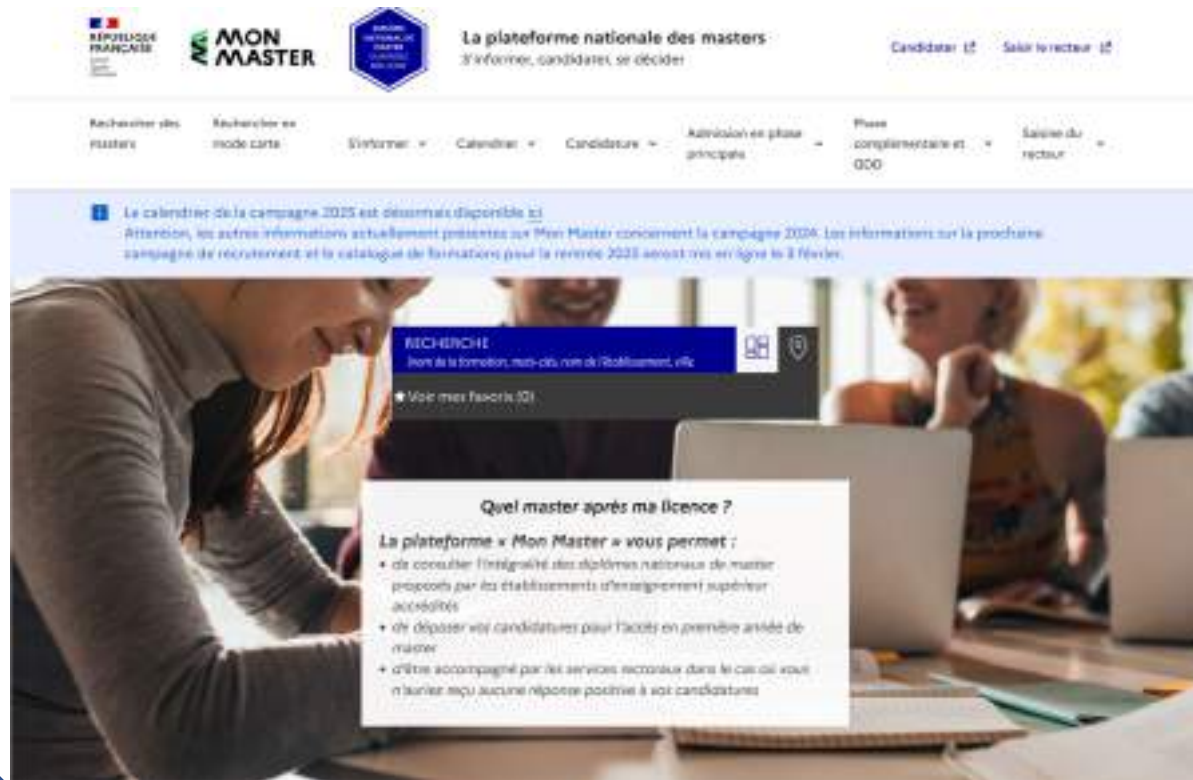 RÉPUBLIQUE
FRANÇAISE
MON
MASTER
La plateforme nationale des masters
S'informer, candidater, se décider
Candidater
Saisir le recteur
Rechercher des
masters
Rechercher en
mode carte
S'informer
Calendrier
Candidature
Admission en phase
principale
Phase
complémentaire et
GDD
Saisine du
recteur
Le calendrier de la campagne 2025 est désormais disponible ici
Attention, les autres informations actuellement présentes sur Mon Master concernent la campagne 2024. Les informations sur la prochaine
campagne de recrutement et le catalogue de formations pour la rentrée 2025 seront mis en ligne le 3 février.
RECHERCHE
(nom de la formation, mots-clés, nom de l'établissement, ville
Voir mes favoris (0)
Quel master après ma licence ?
La plateforme « Mon Master » vous permet :
• de consulter l'intégralité des diplômes nationaux de master
proposés par les établissements d'enseignement supérieur
accrédités
• de déposer vos candidatures pour l'accès en première année de
master
• d'être accompagné par les services rectoraux dans le cas où vous
n'auriez reçu aucune réponse positive à vos candidatures